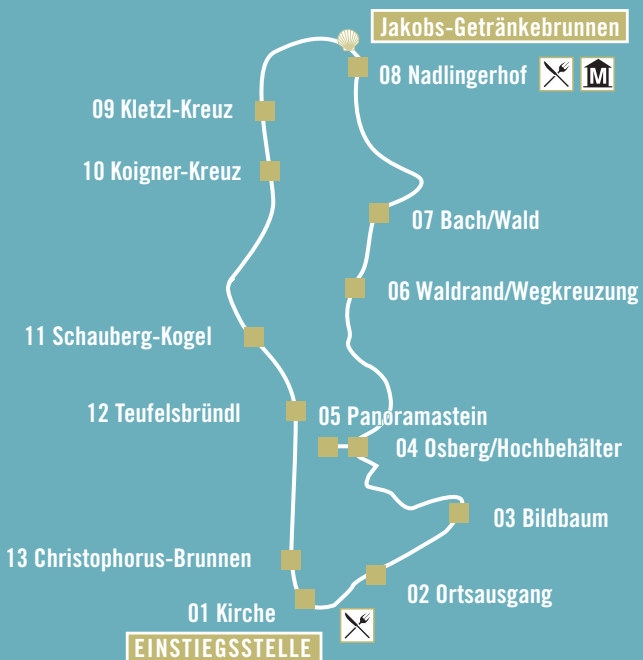 Jakobs-Getränkebrunnen
08 Nadlingerhof
M
09 Kletzl-Kreuz
10 Koigner-Kreuz
07 Bach/Wald
06 Waldrand/Wegkreuzung
11 Schauberg-Kogel
12 Teufelsbründl
05 Panoramastein
04 Osberg/Hochbehälter
03 Bildbaum
13 Christophorus-Brunnen
02 Ortsausgang
01 Kirche
EINSTIEGSSTELLE